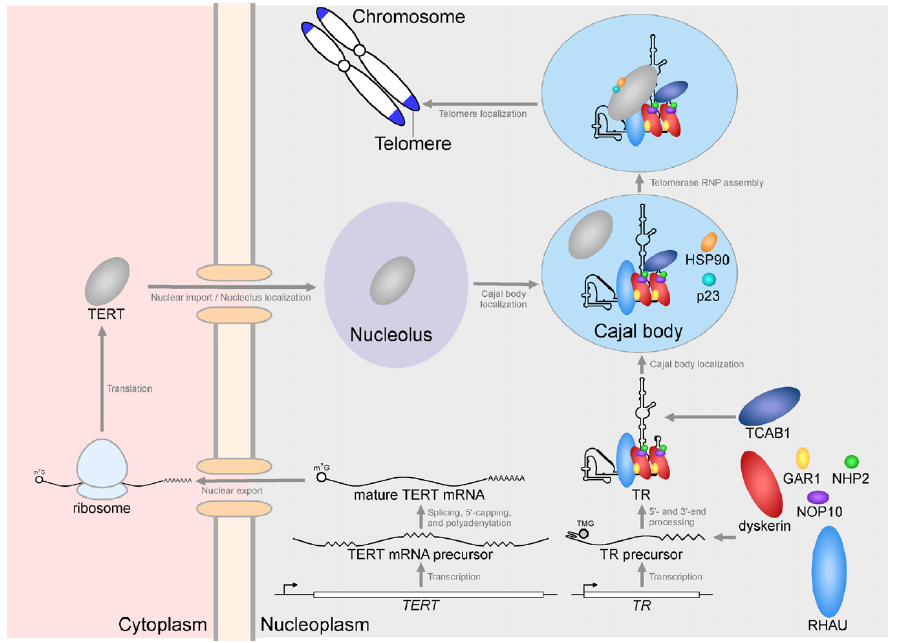 Chromosome
Telomere localization
Telomere
Telomerase RNP assembly
HSP90
p23
TERT
Nuclear import / Nucleolus localization
Nucleolus
Cajal body
localization
Cajal body
Cajal body localization
Translation
TCAB1
m⁷G
ribosome
Nuclear export
m⁷G
mature TERT mRNA
TR
GAR1
NHP2
NOP10
dyskerin
Splicing, 5'-capping,
and polyadenylation
5'- and 3'-end
processing
TMG
TERT mRNA precursor
TR precursor
Transcription
Transcription
TERT
TR
RHAU
Cytoplasm
Nucleoplasm